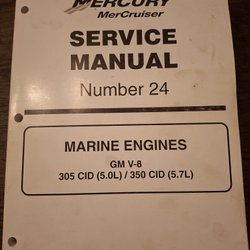 MERCURY
MerCruiser
SERVICE
MANUAL
Number 24
MARINE ENGINES
GM V-8
305 CID (5.0L) / 350 CID (5.7L)